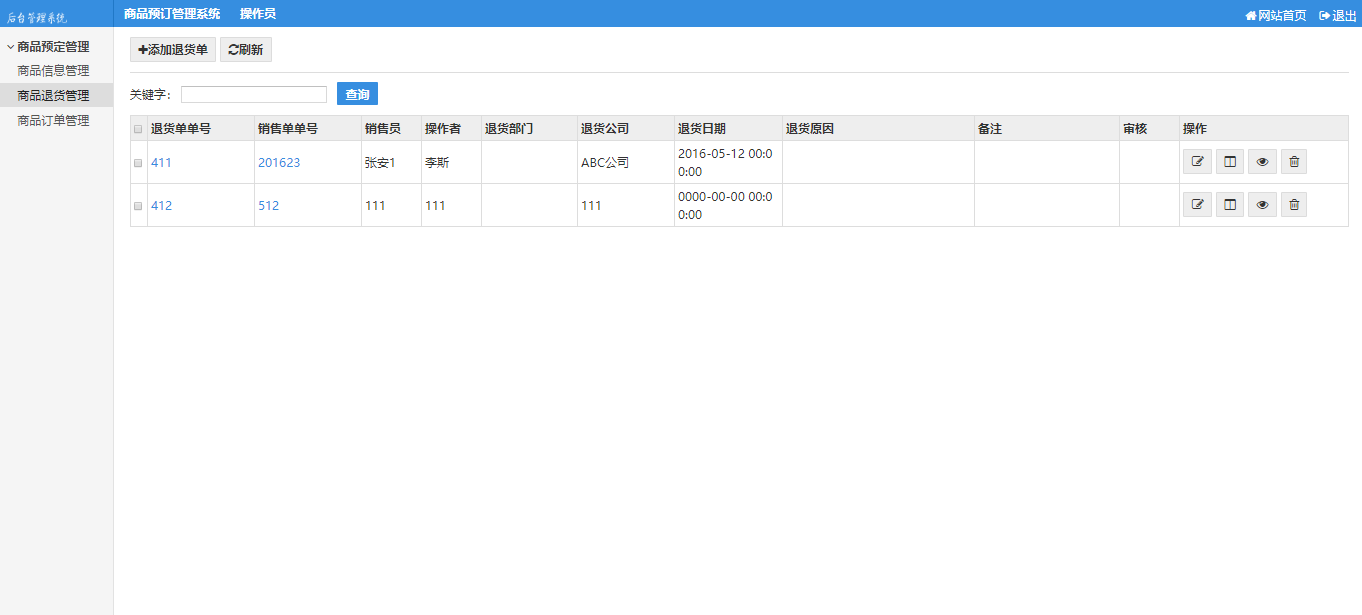 后台管理系统 商品预订管理系统 操作员 网站首页 退出
商品预定管理
商品信息管理
商品退货管理
商品订单管理
添加退货单 刷新
关键字： 查询
退货单单号 销售单单号 销售员 操作者 退货部门 退货公司 退货日期 退货原因 备注 审核 操作
411 201623 张安1 李斯 ABC公司 2016-05-12 00:0
0:00
412 512 111 111 111 0000-00-00 00:0
0:00